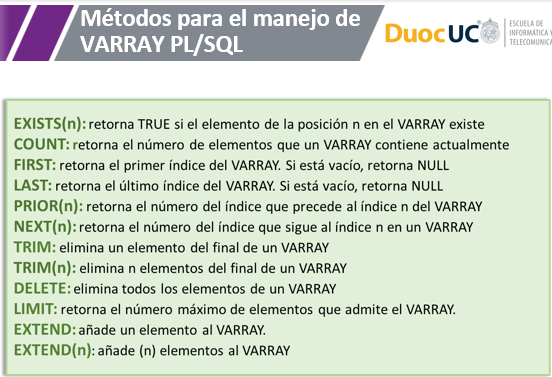 Métodos para el manejo de
VARRAY PL/SQL
DuocUC
ESCUELA DE
INFORMÁTICA Y
TELECOMUNICA
EXISTS(n): retorna TRUE si el elemento de la posición n en el VARRAY existe
COUNT: retorna el número de elementos que un VARRAY contiene actualmente
FIRST: retorna el primer índice del VARRAY. Si está vacío, retorna NULL
LAST: retorna el último índice del VARRAY. Si está vacío, retorna NULL
PRIOR(n): retorna el número del índice que precede al índice n del VARRAY
NEXT(n): retorna el número del índice que sigue al índice n en un VARRAY
TRIM: elimina un elemento del final de un VARRAY
TRIM(n): elimina n elementos del final de un VARRAY
DELETE: elimina todos los elementos de un VARRAY
LIMIT: retorna el número máximo de elementos que admite el VARRAY.
EXTEND: añade un elemento al VARRAY.
EXTEND(n): añade (n) elementos al VARRAY